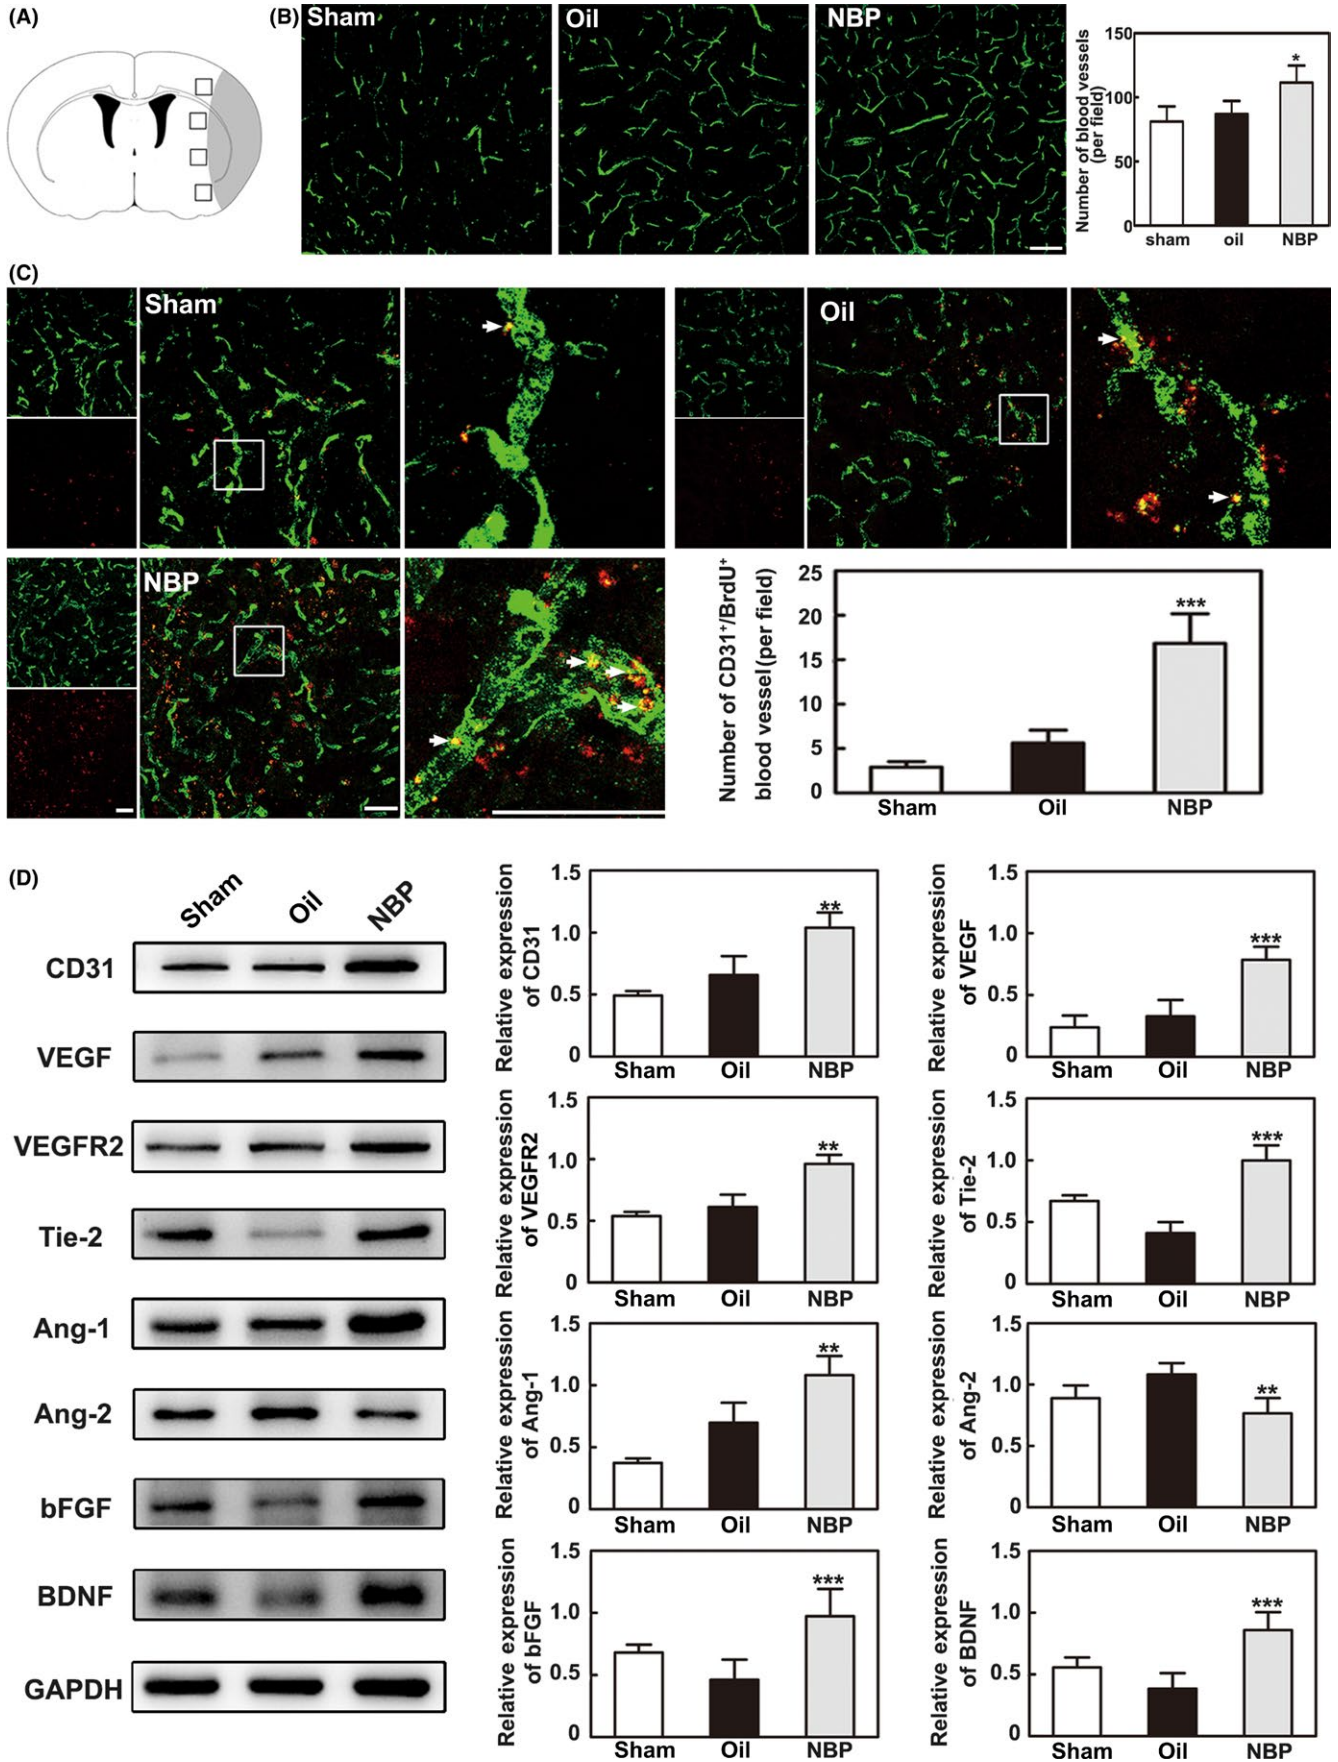 (A)
(B)
Sham
Oil
NBP
Number of blood vessels
(per field)
150
100
50
0
*
sham
oil
NBP
(C)
Sham
Oil
NBP
Number of CD31⁺/BrdU⁺
blood vessel(per field)
25
20
15
10
5
0
***
Sham
Oil
NBP
(D)
Sham
Oil
NBP
CD31
VEGF
VEGFR2
Tie-2
Ang-1
Ang-2
bFGF
BDNF
GAPDH
Relative expression
of CD31
1.5
1.0
0.5
0
**
Sham
Oil
NBP
Relative expression
of VEGF
1.5
1.0
0.5
0
***
Sham
Oil
NBP
Relative expression
of VEGFR2
1.5
1.0
0.5
0
**
Sham
Oil
NBP
Relative expression
of Tie-2
1.5
1.0
0.5
0
***
Sham
Oil
NBP
Relative expression
of Ang-1
1.5
1.0
0.5
0
**
Sham
Oil
NBP
Relative expression
of Ang-2
1.5
1.0
0.5
0
**
Sham
Oil
NBP
Relative expression
of bFGF
1.5
1.0
0.5
0
***
Sham
Oil
NBP
Relative expression
of BDNF
1.5
1.0
0.5
0
***
Sham
Oil
NBP